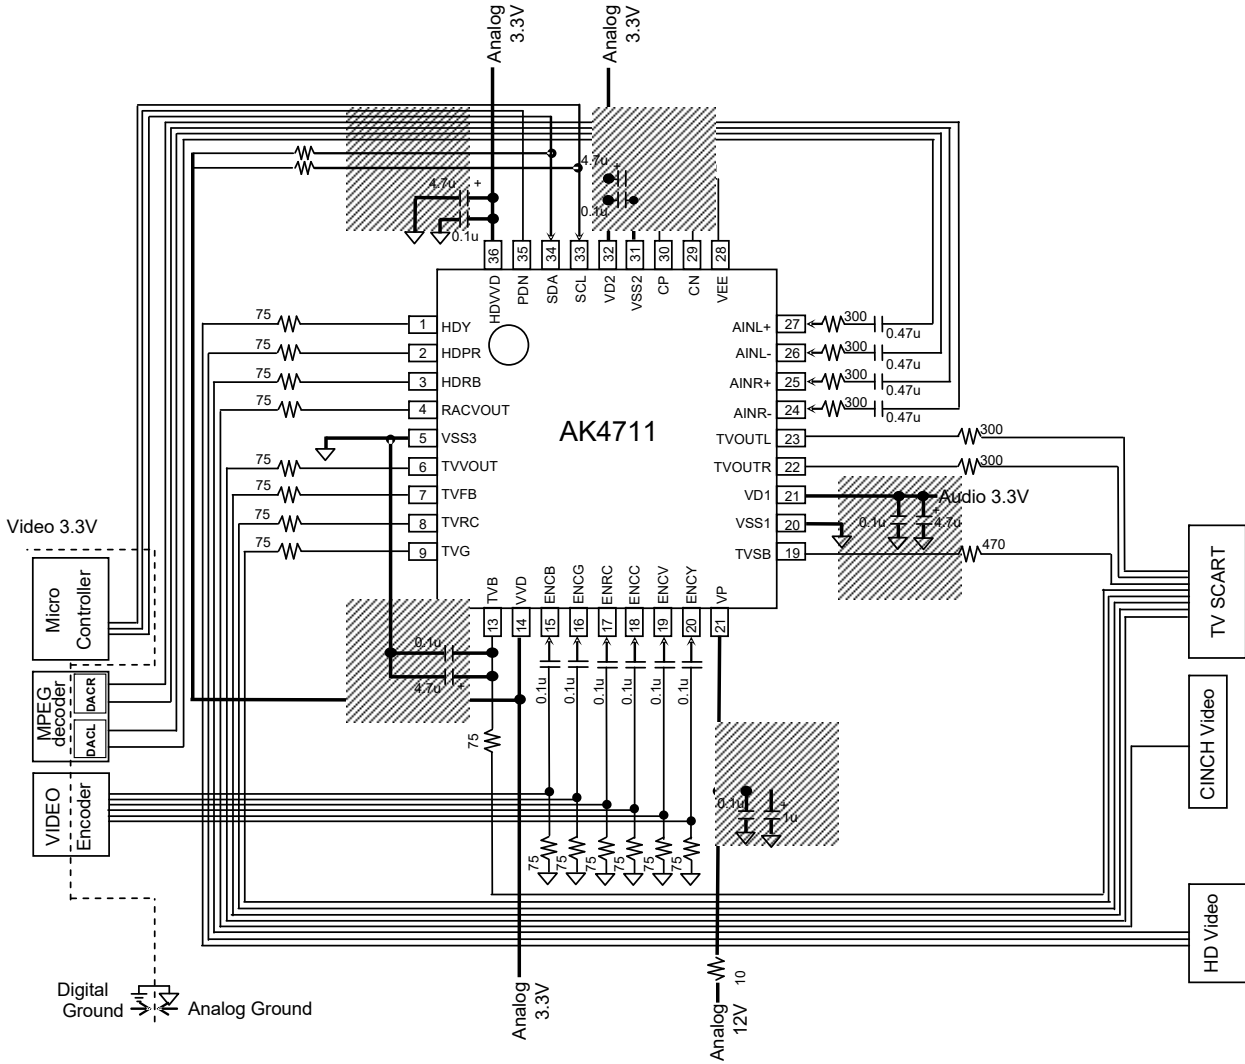 Analog
3.3V
Analog
3.3V
4.7u
+
0.1u
4.7u
+
0.1u
36
35
34
33
32
31
30
29
28
HDVVD
PDN
SDA
SCL
VD2
VSS2
CP
CN
VEE
75
1
HDY
75
2
HDPR
75
3
HDRB
75
4
RACVOUT
5
VSS3
75
6
TVVOUT
75
7
TVFB
75
8
TVRC
75
9
TVG
AK4711
AINL+
27
300
0.47u
AINL-
26
300
0.47u
AINR+
25
300
0.47u
AINR-
24
300
0.47u
TVOUTL
23
300
TVOUTR
22
300
VD1
21
Audio 3.3V
VSS1
20
0.1u
+
4.7u
TVSB
19
470
TVB
VVD
ENCB
ENCG
ENRC
ENCC
ENCV
ENCY
VP
13
14
15
16
17
18
19
20
21
0.1u
4.7u
+
0.1u
0.1u
0.1u
0.1u
0.1u
0.1u
75
0.1u
+
1u
75
75
75
75
75
75
Video 3.3V
Micro
Controller
MPEG
decoder
DACR
DACL
VIDEO
Encoder
TV SCART
CINCH Video
HD Video
10
Digital
Ground
Analog Ground
Analog
3.3V
Analog
12V